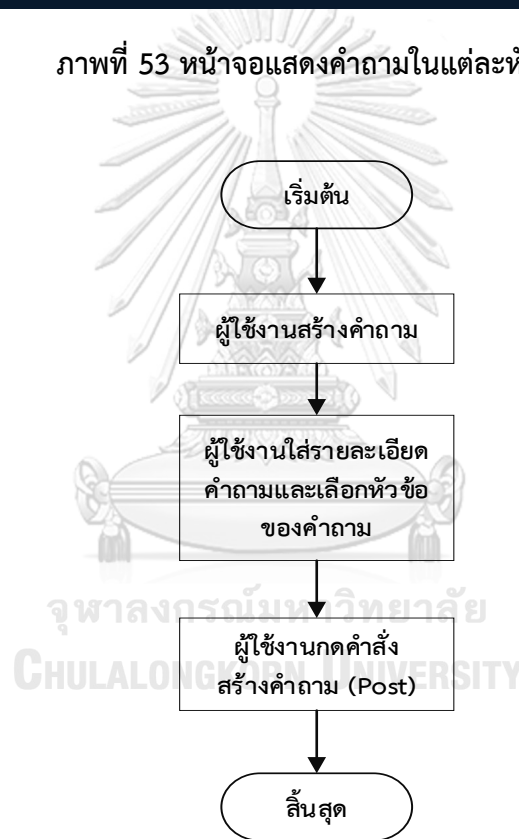 ภาพที่ 53 หน้าจอแสดงคำถามในแต่ละหั
เริ่มต้น
ผู้ใช้งานสร้างคำถาม
ผู้ใช้งานใส่รายละเอียด
คำถามและเลือกหัวข้อ
ของคำถาม
จุฬาลงกรณ์มหาวิทยาลัย
ผู้ใช้งานกดคำสั่ง
CHULALONGKORN UNIVERSITY
สร้างคำถาม (Post)
สิ้นสุด